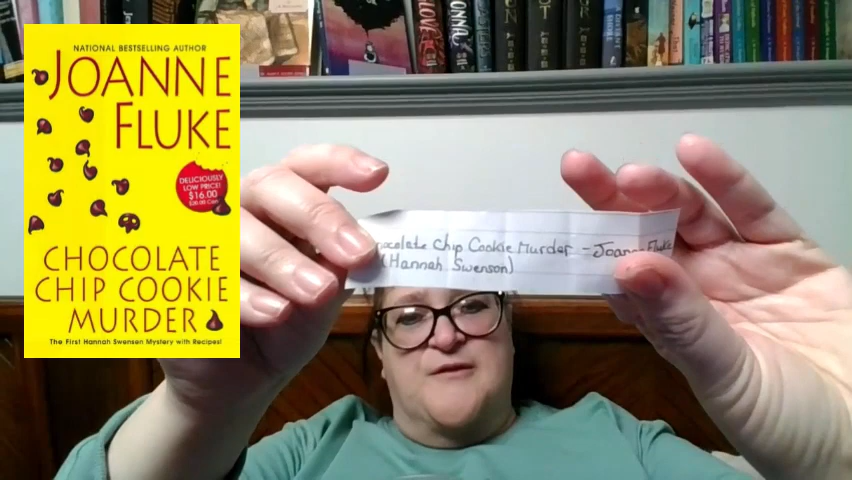 NATIONAL BESTSELLING AUTHOR
JOANNE
FLUKE
DELICIOUSLY
LOW PRICE!
$16.00
CHOCOLATE
CHIP COOKIE
MURDER
The First Hannah Swensen Mystery with Recipes!
Chip Cookie Murder - Joanne Fluke
(Hannah Swenson)
LOVE